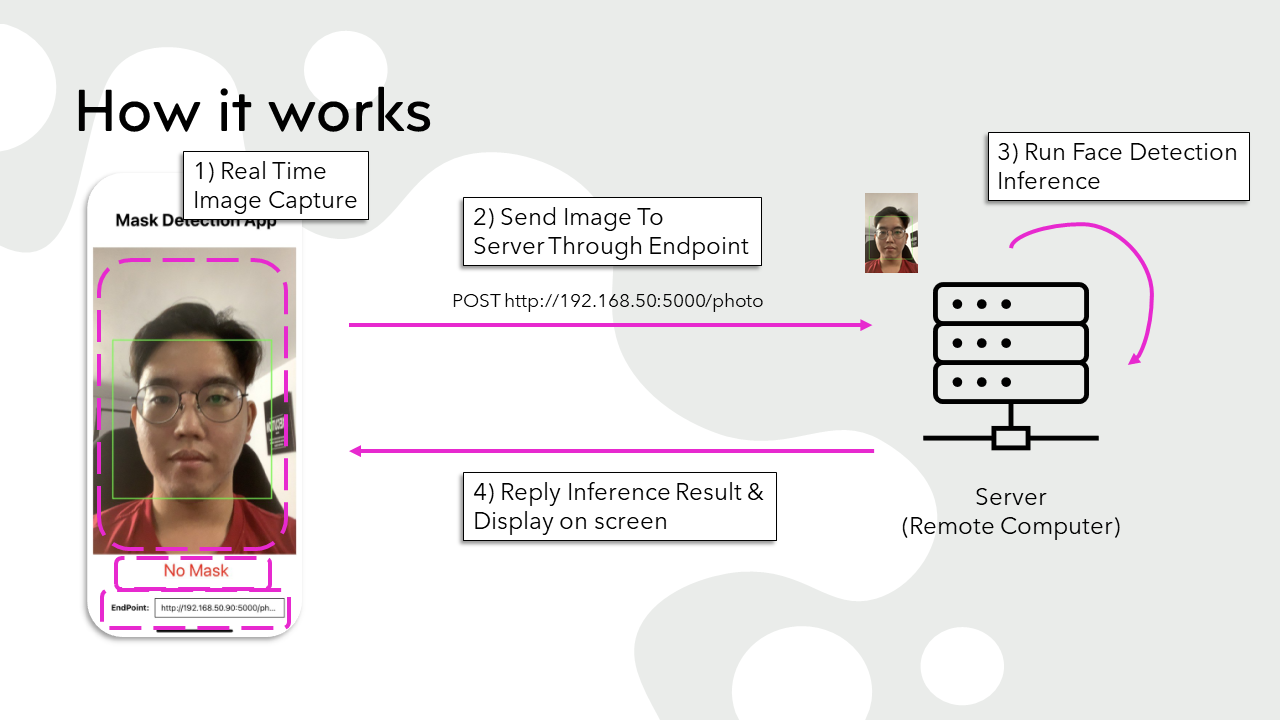 How it works
1) Real Time
Image Capture
Mask Detection App
2) Send Image To
Server Through Endpoint
POST http://192.168.50:5000/photo
3) Run Face Detection
Inference
4) Reply Inference Result &
Display on screen
Server
(Remote Computer)
No Mask
EndPoint: http://192.168.50.90:5000/ph...